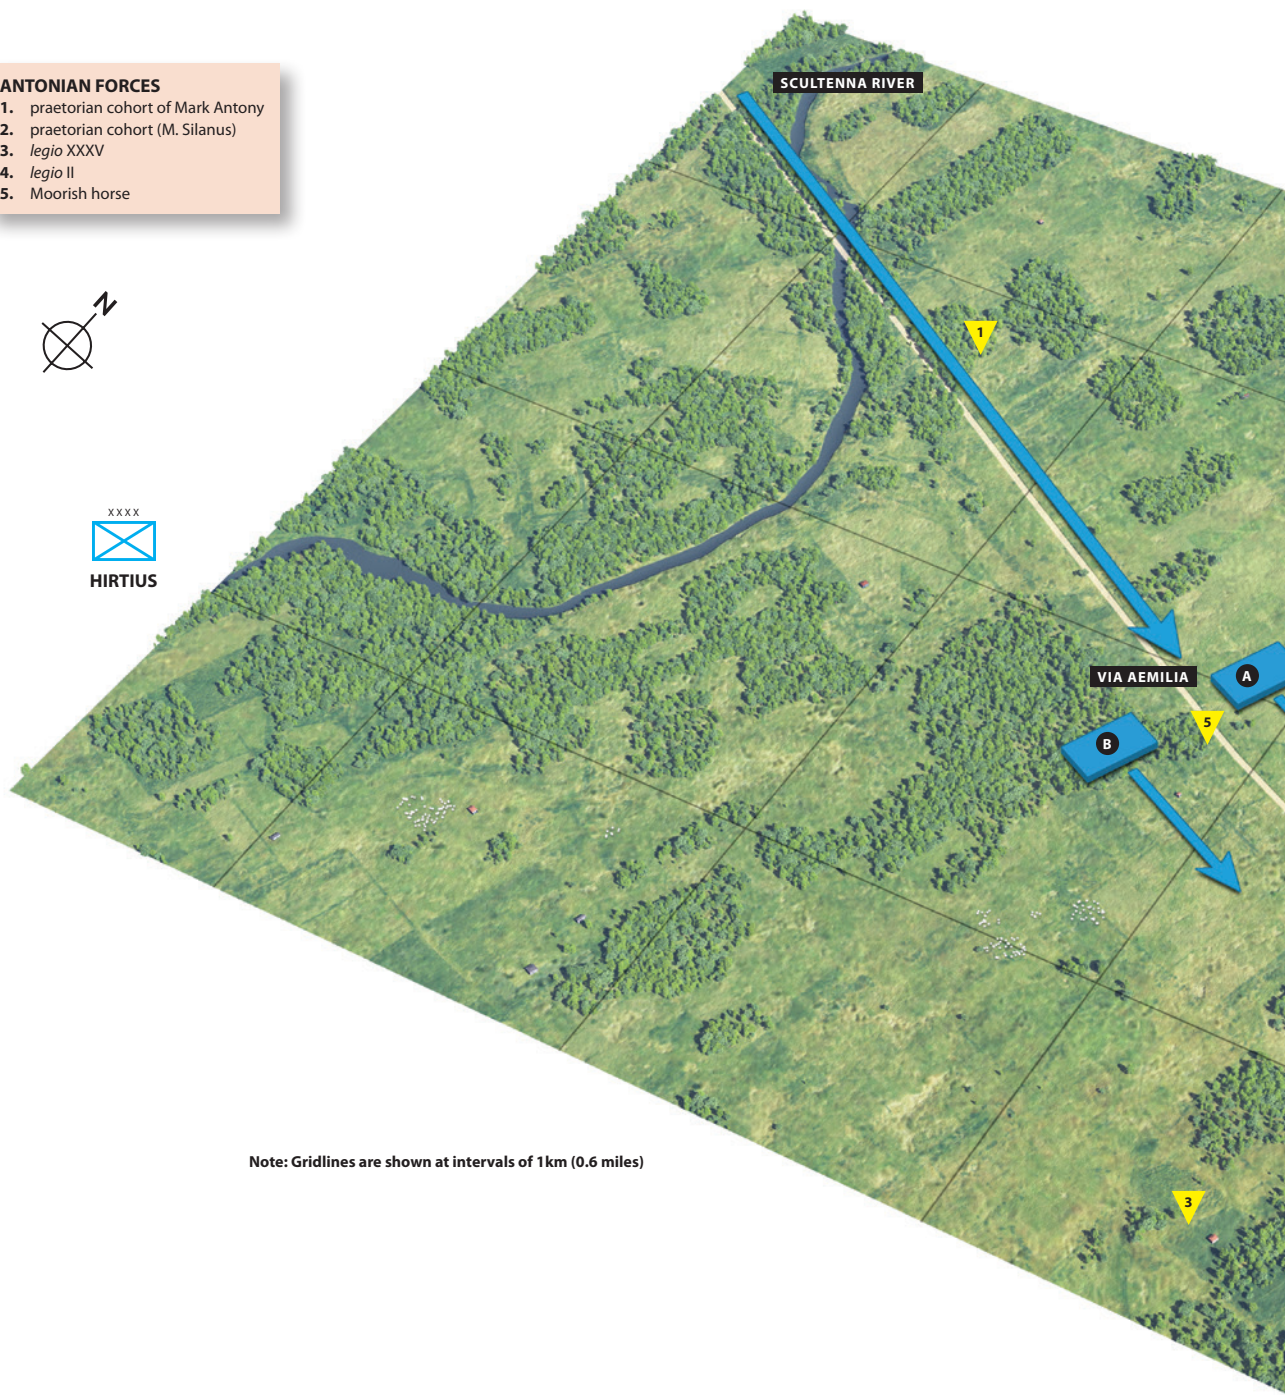 ANTONIAN FORCES
1. praetorian cohort of Mark Antony
2. praetorian cohort (M. Silanus)
3. legio XXXV
4. legio II
5. Moorish horse
SCULTENNA RIVER
N
1
xxxx
HIRTIUS
VIA AEMILIA
A
5
B
Note: Gridlines are shown at intervals of 1km (0.6 miles)
3